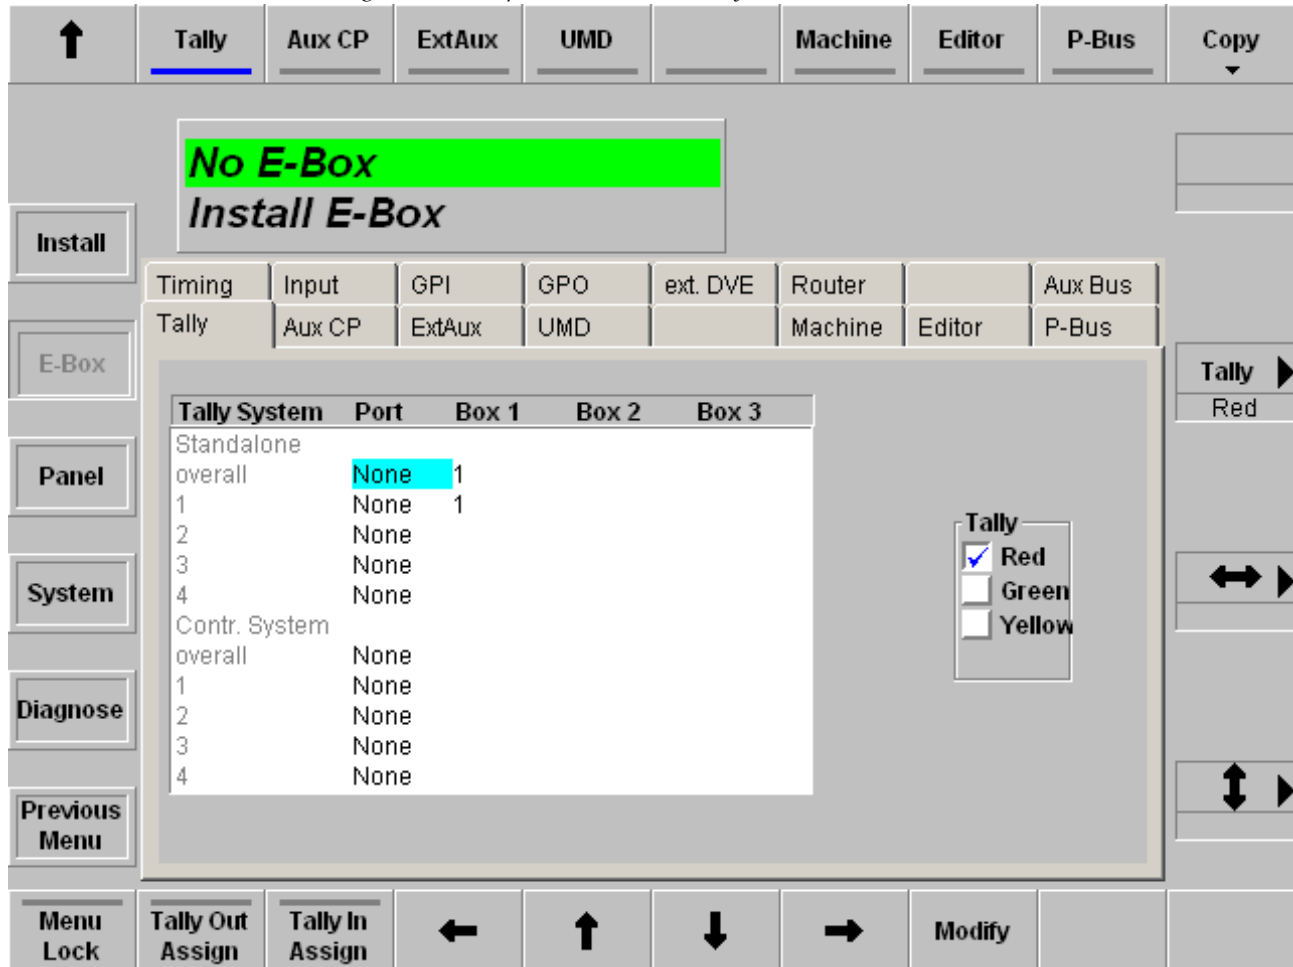 Tally Aux CP ExtAux UMD Machine Editor P-Bus Copy
No E-Box
Install E-Box
Install
Timing Input GPI GPO ext. DVE Router Aux Bus
Tally Aux CP ExtAux UMD Machine Editor P-Bus
E-Box
Tally
Red
Tally System Port Box 1 Box 2 Box 3
Standalone
overall None 1
1 None 1
2 None
3 None
4 None
Contr. System
overall None
1 None
2 None
3 None
4 None
Tally
Red
Green
Yellow
Panel
System
Diagnose
Previous
Menu
Menu
Lock
Tally Out
Assign
Tally In
Assign
Modify